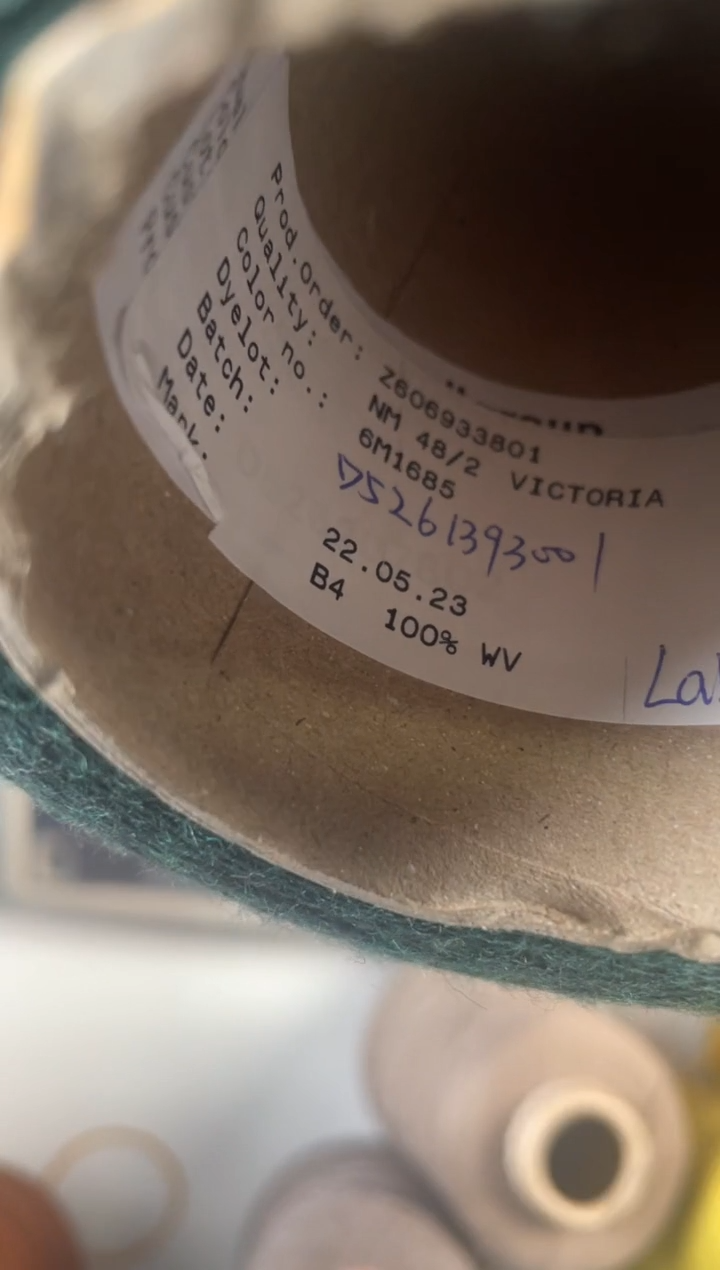 Prod.order: Z606933801
Quality: NM 48/2 VICTORIA
Color no.: 6M1685
Dyelot: D526139300 1
Batch:
Date: 22.05.23
Mark: B4 100% WV